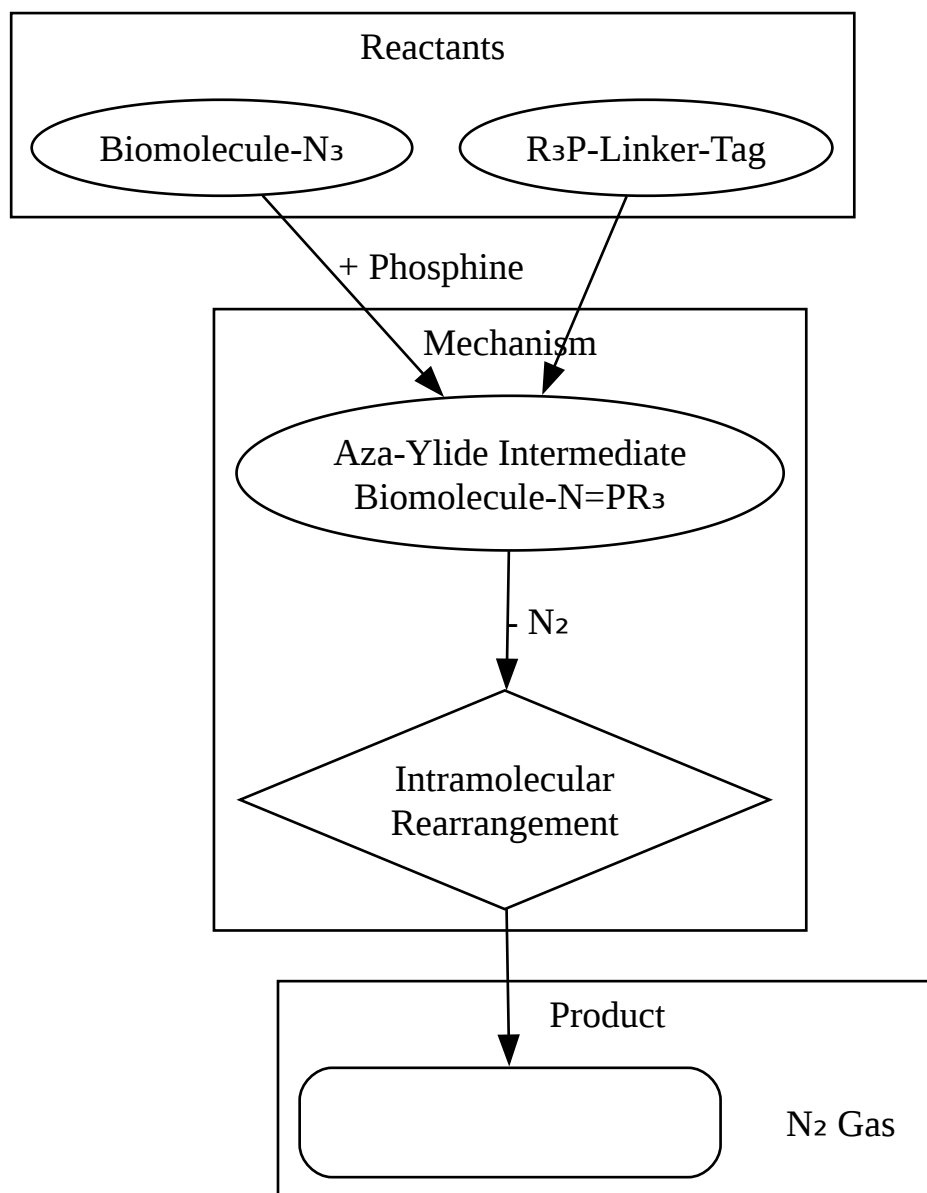 Reactants
Biomolecule-N₃
R₃P-Linker-Tag
+ Phosphine
Mechanism
Aza-Ylide Intermediate
Biomolecule-N=PR₃
- N₂
Intramolecular
Rearrangement
Product
N₂ Gas